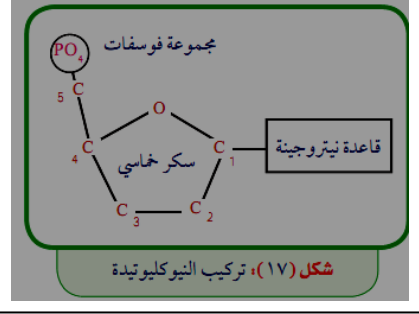 مجموعة فوسفات
PO4
5 C
O
4 C
C 1
سكر خماسي
قاعدة نيتروجينة
C 3
C 2
شكل (١٧): تركيب النيوكليوتيدة